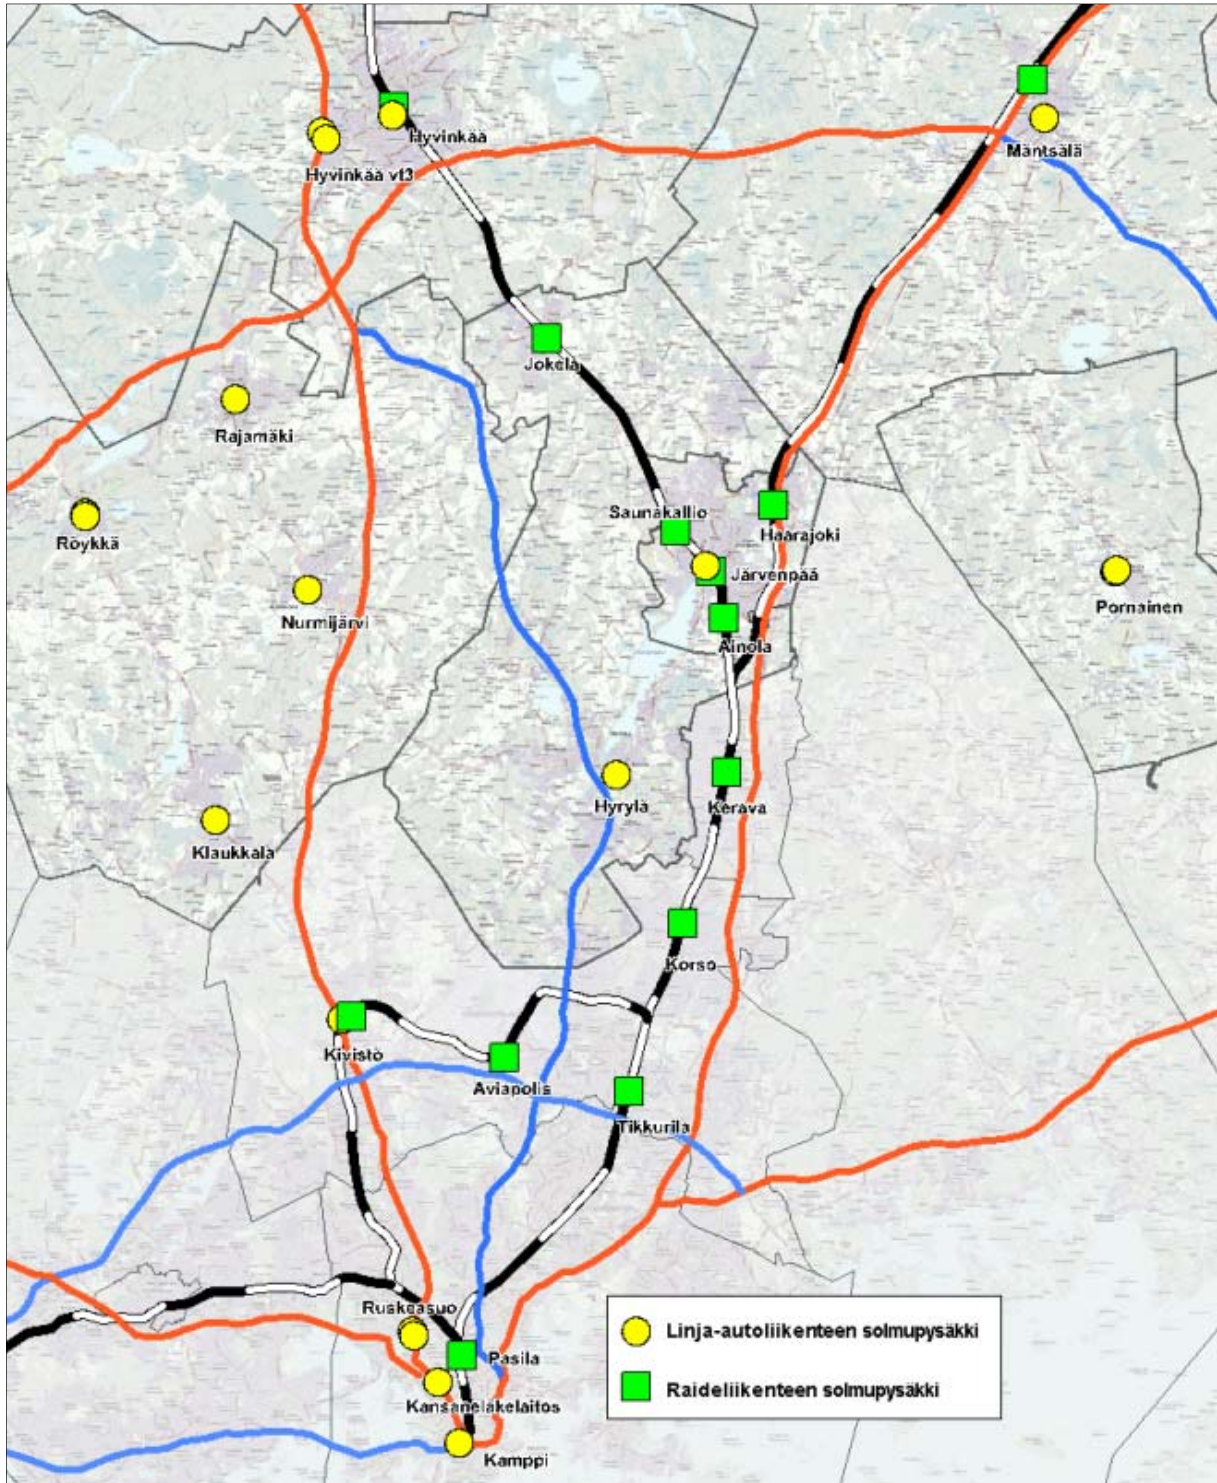 Hyvinkää
Mäntsälä
Hyvinkää vt3
Jokela
Rajamäki
Saunakallio
Haarajoki
Röykkä
Järvenpää
Pornainen
Nurmijärvi
Ainola
Hyrylä
Kerava
Klaukkala
Korso
Kivistö
Aviapolis
Tikkurila
Ruskeasuo
Linja-autoliikenteen solmupysäkki
Pasila
Raideliikenteen solmupysäkki
Kansaneläkelaitos
Kamppi